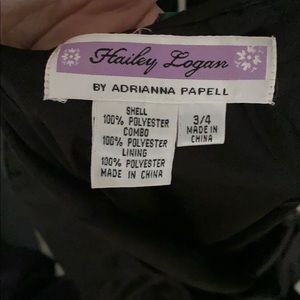 Hailey Logan
BY ADRIANNA PAPELL
SHELL
100% POLYESTER
COMBO
100% POLYESTER
LINING
100% POLYESTER
MADE IN CHINA
3/4
MADE IN
CHINA